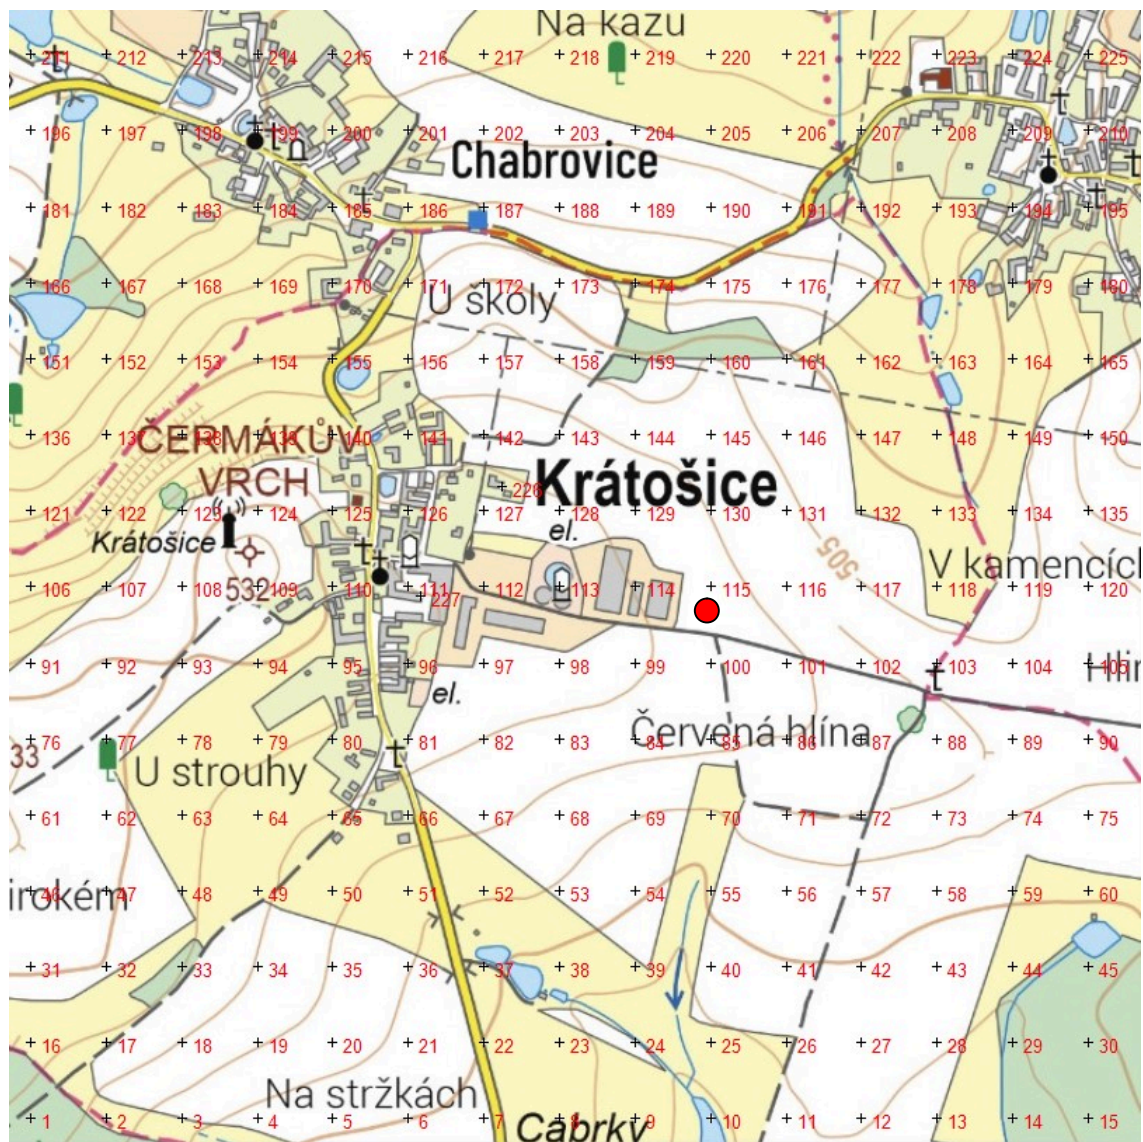 Na kazu
211 212 213 214 215 216 217 218 219 220 221 222 223 224 225
196 197 198 199 200 201 202 203 204 205 206 207 208 209 210
Chabrovice
181 182 183 184 185 186 187 188 189 190 191 192 193 194 195
166 167 168 169 170 171 172 173 174 175 176 177 178 179 180
U školy
151 152 153 154 155 156 157 158 159 160 161 162 163 164 165
136 137 138 139 140 141 142 143 144 145 146 147 148 149 150
ČERMÁKŮV
VRCH
226
Krátošice
121 122 129 124 125 126 127 128 129 130 131 132 133 134 135
el.
Krátošice
505
V kamencích
532
106 107 108 109 110 111 112 113 114 115 116 117 118 119 120
227
91 92 93 94 95 96 97 98 99 100 101 102 103 104 105
Hlin
el.
Červená hlína
76 77 78 79 80 81 82 83 84 85 86 87 88 89 90
33
U strouhy
61 62 63 64 65 66 67 68 69 70 71 72 73 74 75
46 47 48 49 50 51 52 53 54 55 56 57 58 59 60
irokém
31 32 33 34 35 36 37 38 39 40 41 42 43 44 45
16 17 18 19 20 21 22 23 24 25 26 27 28 29 30
Na stržkách
1 2 3 4 5 6 7 8 9 10 11 12 13 14 15
Cábrky